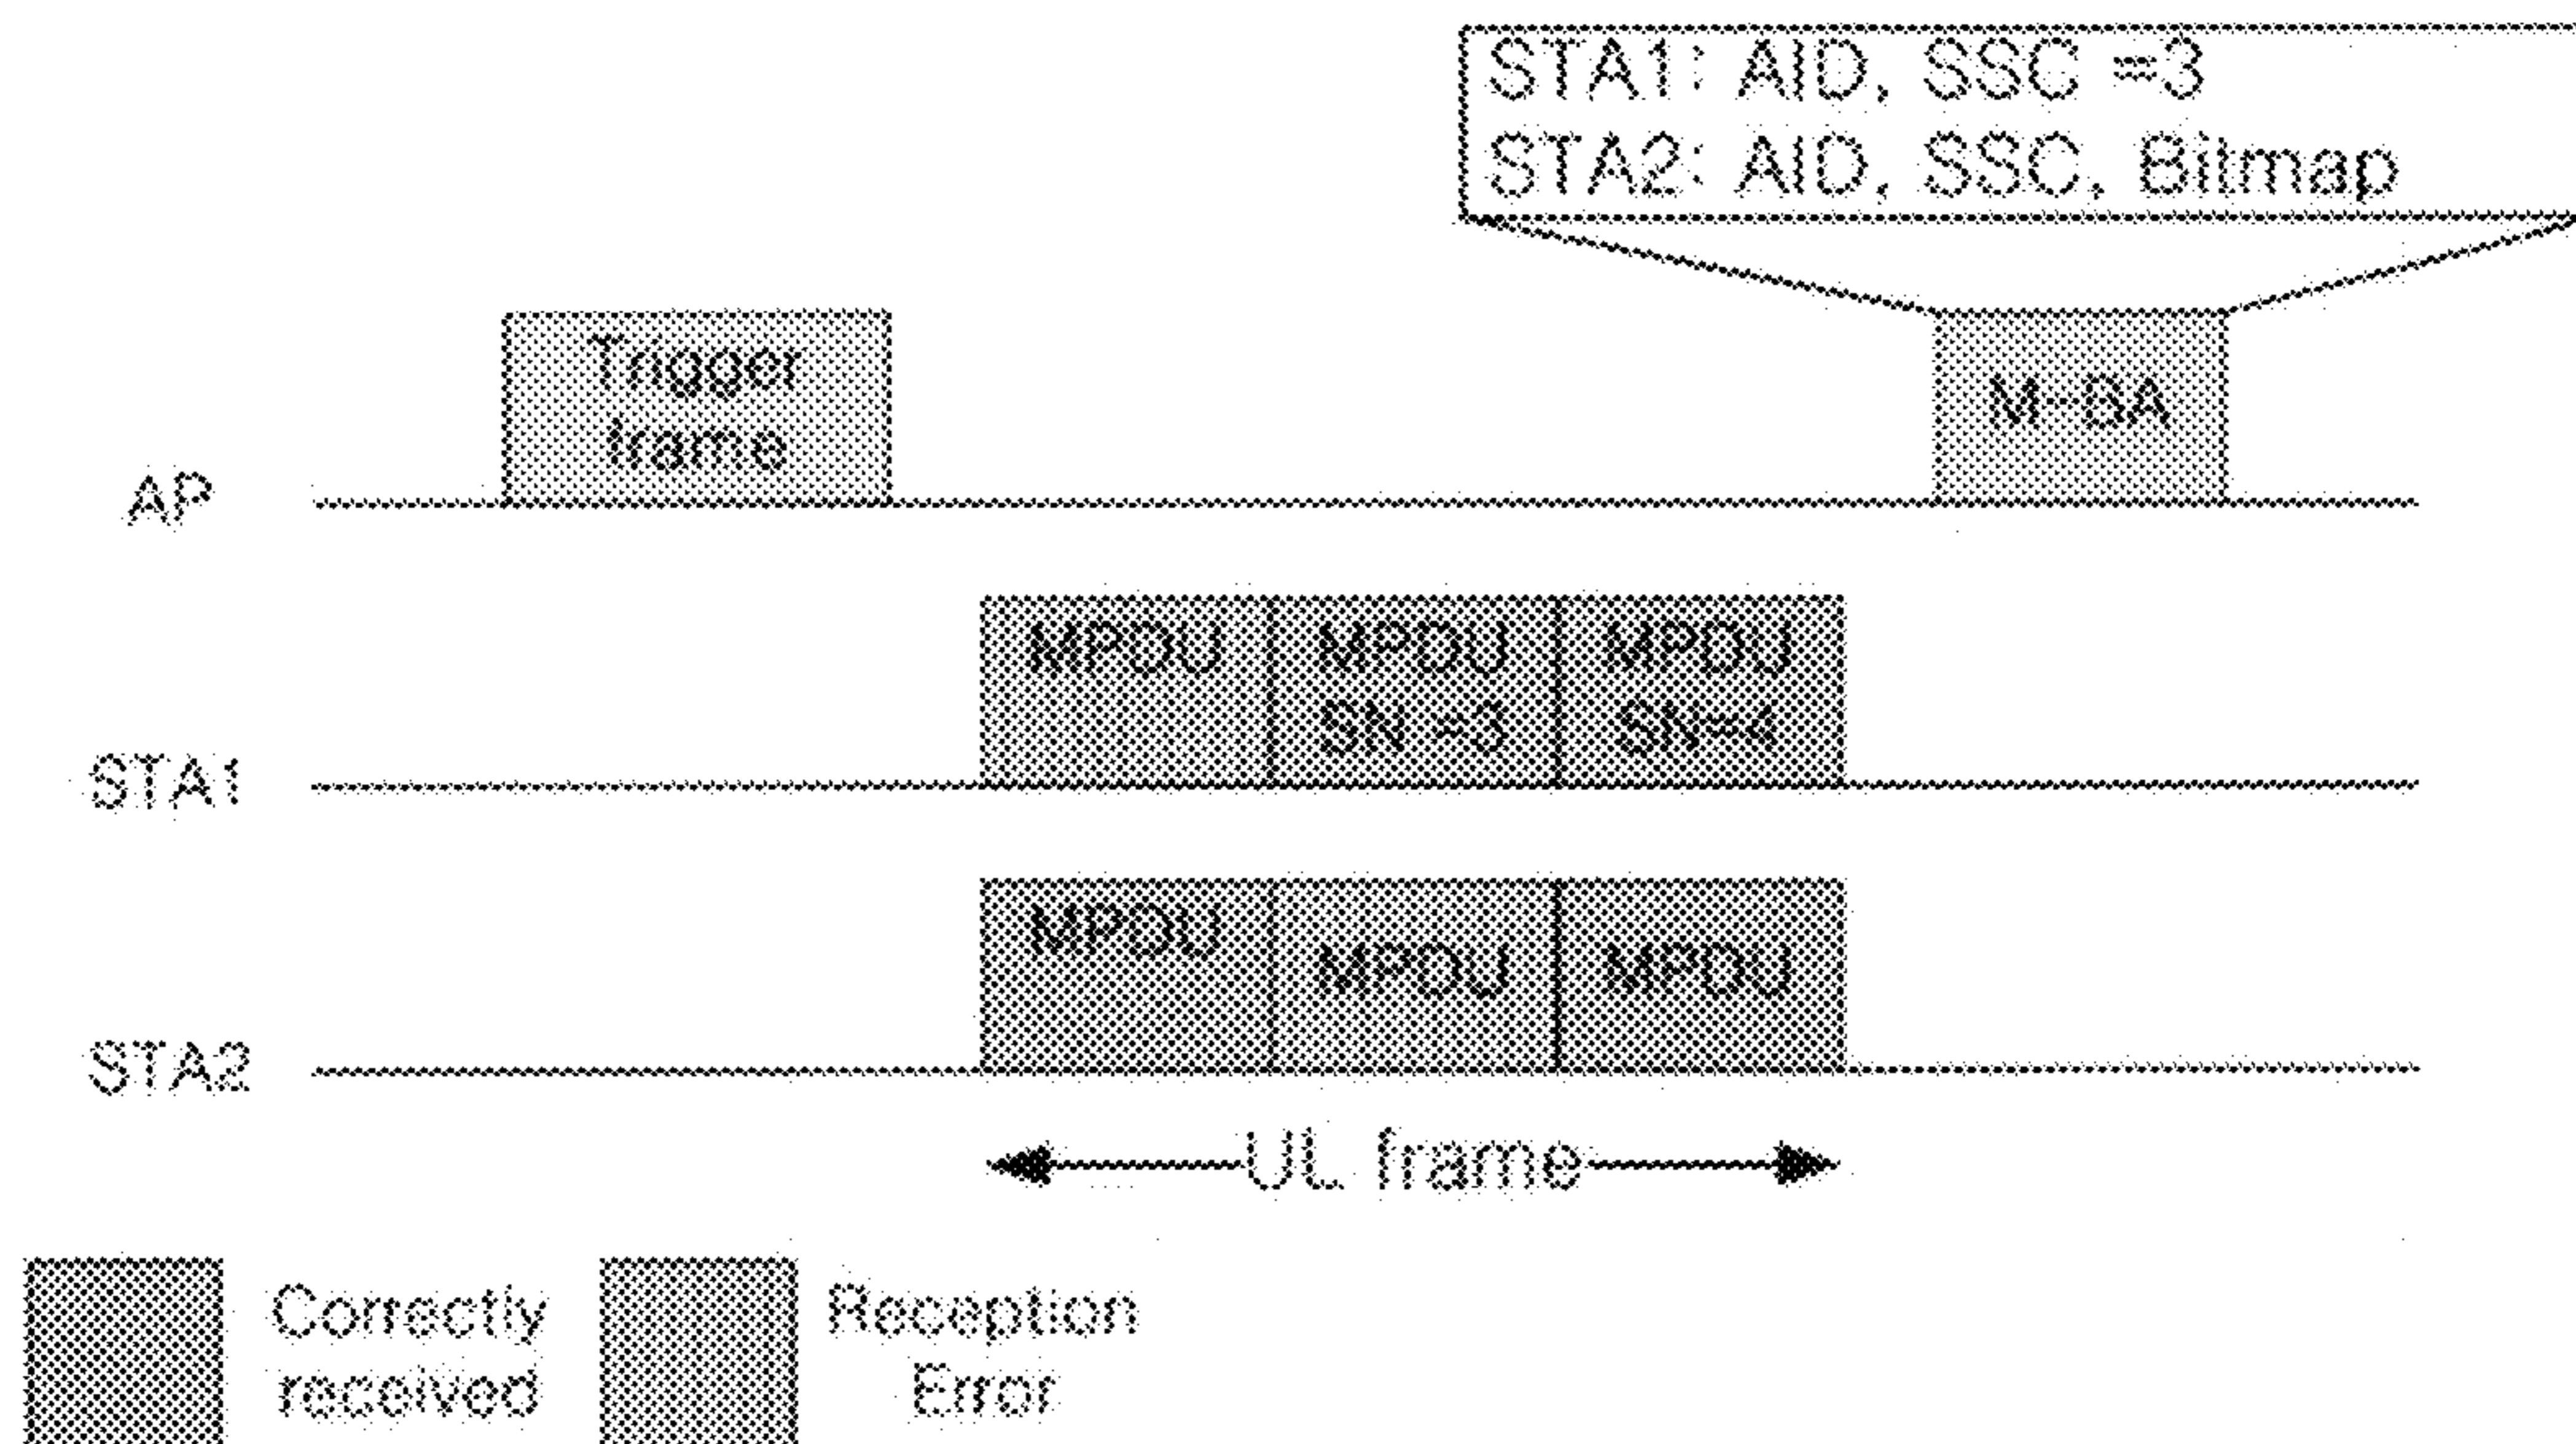 STA1: AID, SSC =3
STA2: AID, SSC, Bitmap
Trigger
frame
M-BA
AP
MPDU
MPDU
SN =3
MPDU
SN=4
STA1
MPDU
MPDU
MPDU
STA2
UL frame
Correctly
received
Reception
Error